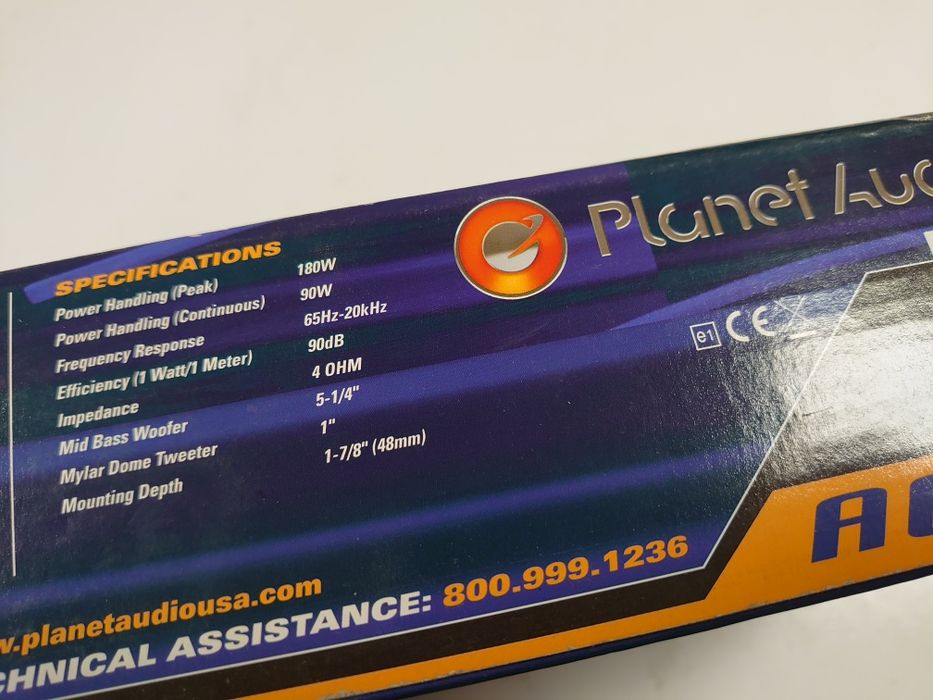 SPECIFICATIONS
Power Handling (Peak) 180W
Power Handling (Continuous) 90W
Frequency Response 65Hz-20kHz
Efficiency (1 Watt/1 Meter) 90dB
Impedance 4 OHM
Mid Bass Woofer 5-1/4"
Mylar Dome Tweeter 1"
Mounting Depth 1-7/8" (48mm)
Planet Aud
e1 CE
w.planetaudiousa.com
CHNICAL ASSISTANCE: 800.999.1236
A